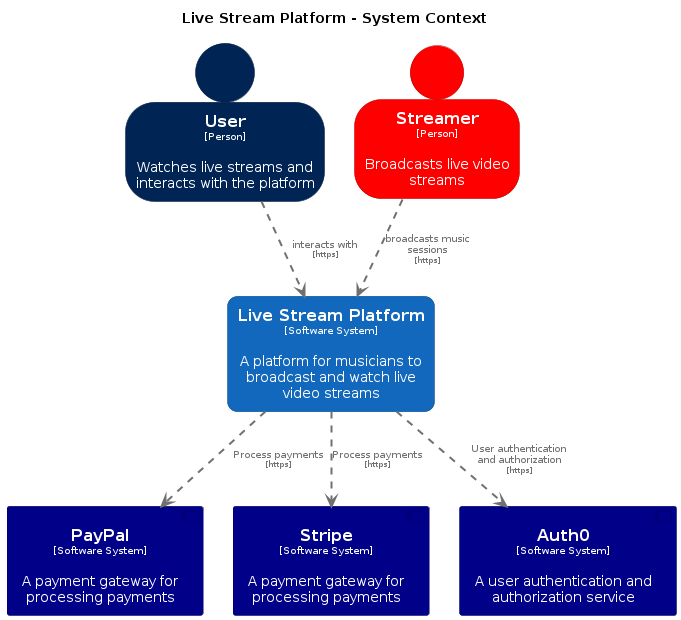 Live Stream Platform - System Context
User
[Person]
Watches live streams and
interacts with the platform
Streamer
[Person]
Broadcasts live video
streams
interacts with
[https]
broadcasts music
sessions
[https]
Live Stream Platform
[Software System]
A platform for musicians to
broadcast and watch live
video streams
Process payments
[https]
Process payments
[https]
User authentication
and authorization
[https]
PayPal
[Software System]
A payment gateway for
processing payments
Stripe
[Software System]
A payment gateway for
processing payments
Auth0
[Software System]
A user authentication and
authorization service